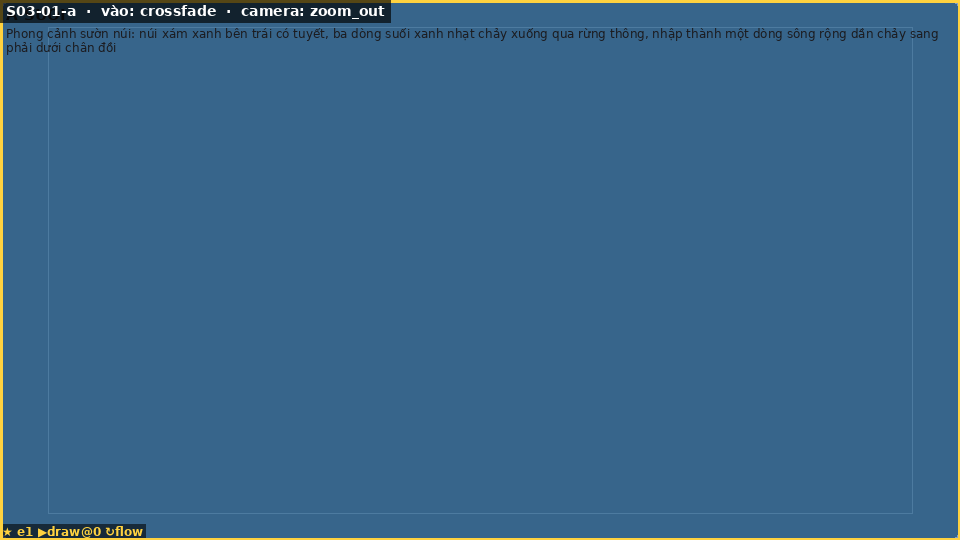 S03-01-a · vào: crossfade · camera: zoom_out
Phong cảnh sườn núi: núi xám xanh bên trái có tuyết, ba dòng suối xanh nhạt chảy xuống qua rừng thông, nhập thành một dòng sông rộng dần chảy sang
phải dưới chân đồi
★ e1 ▶draw@0 ↻flow